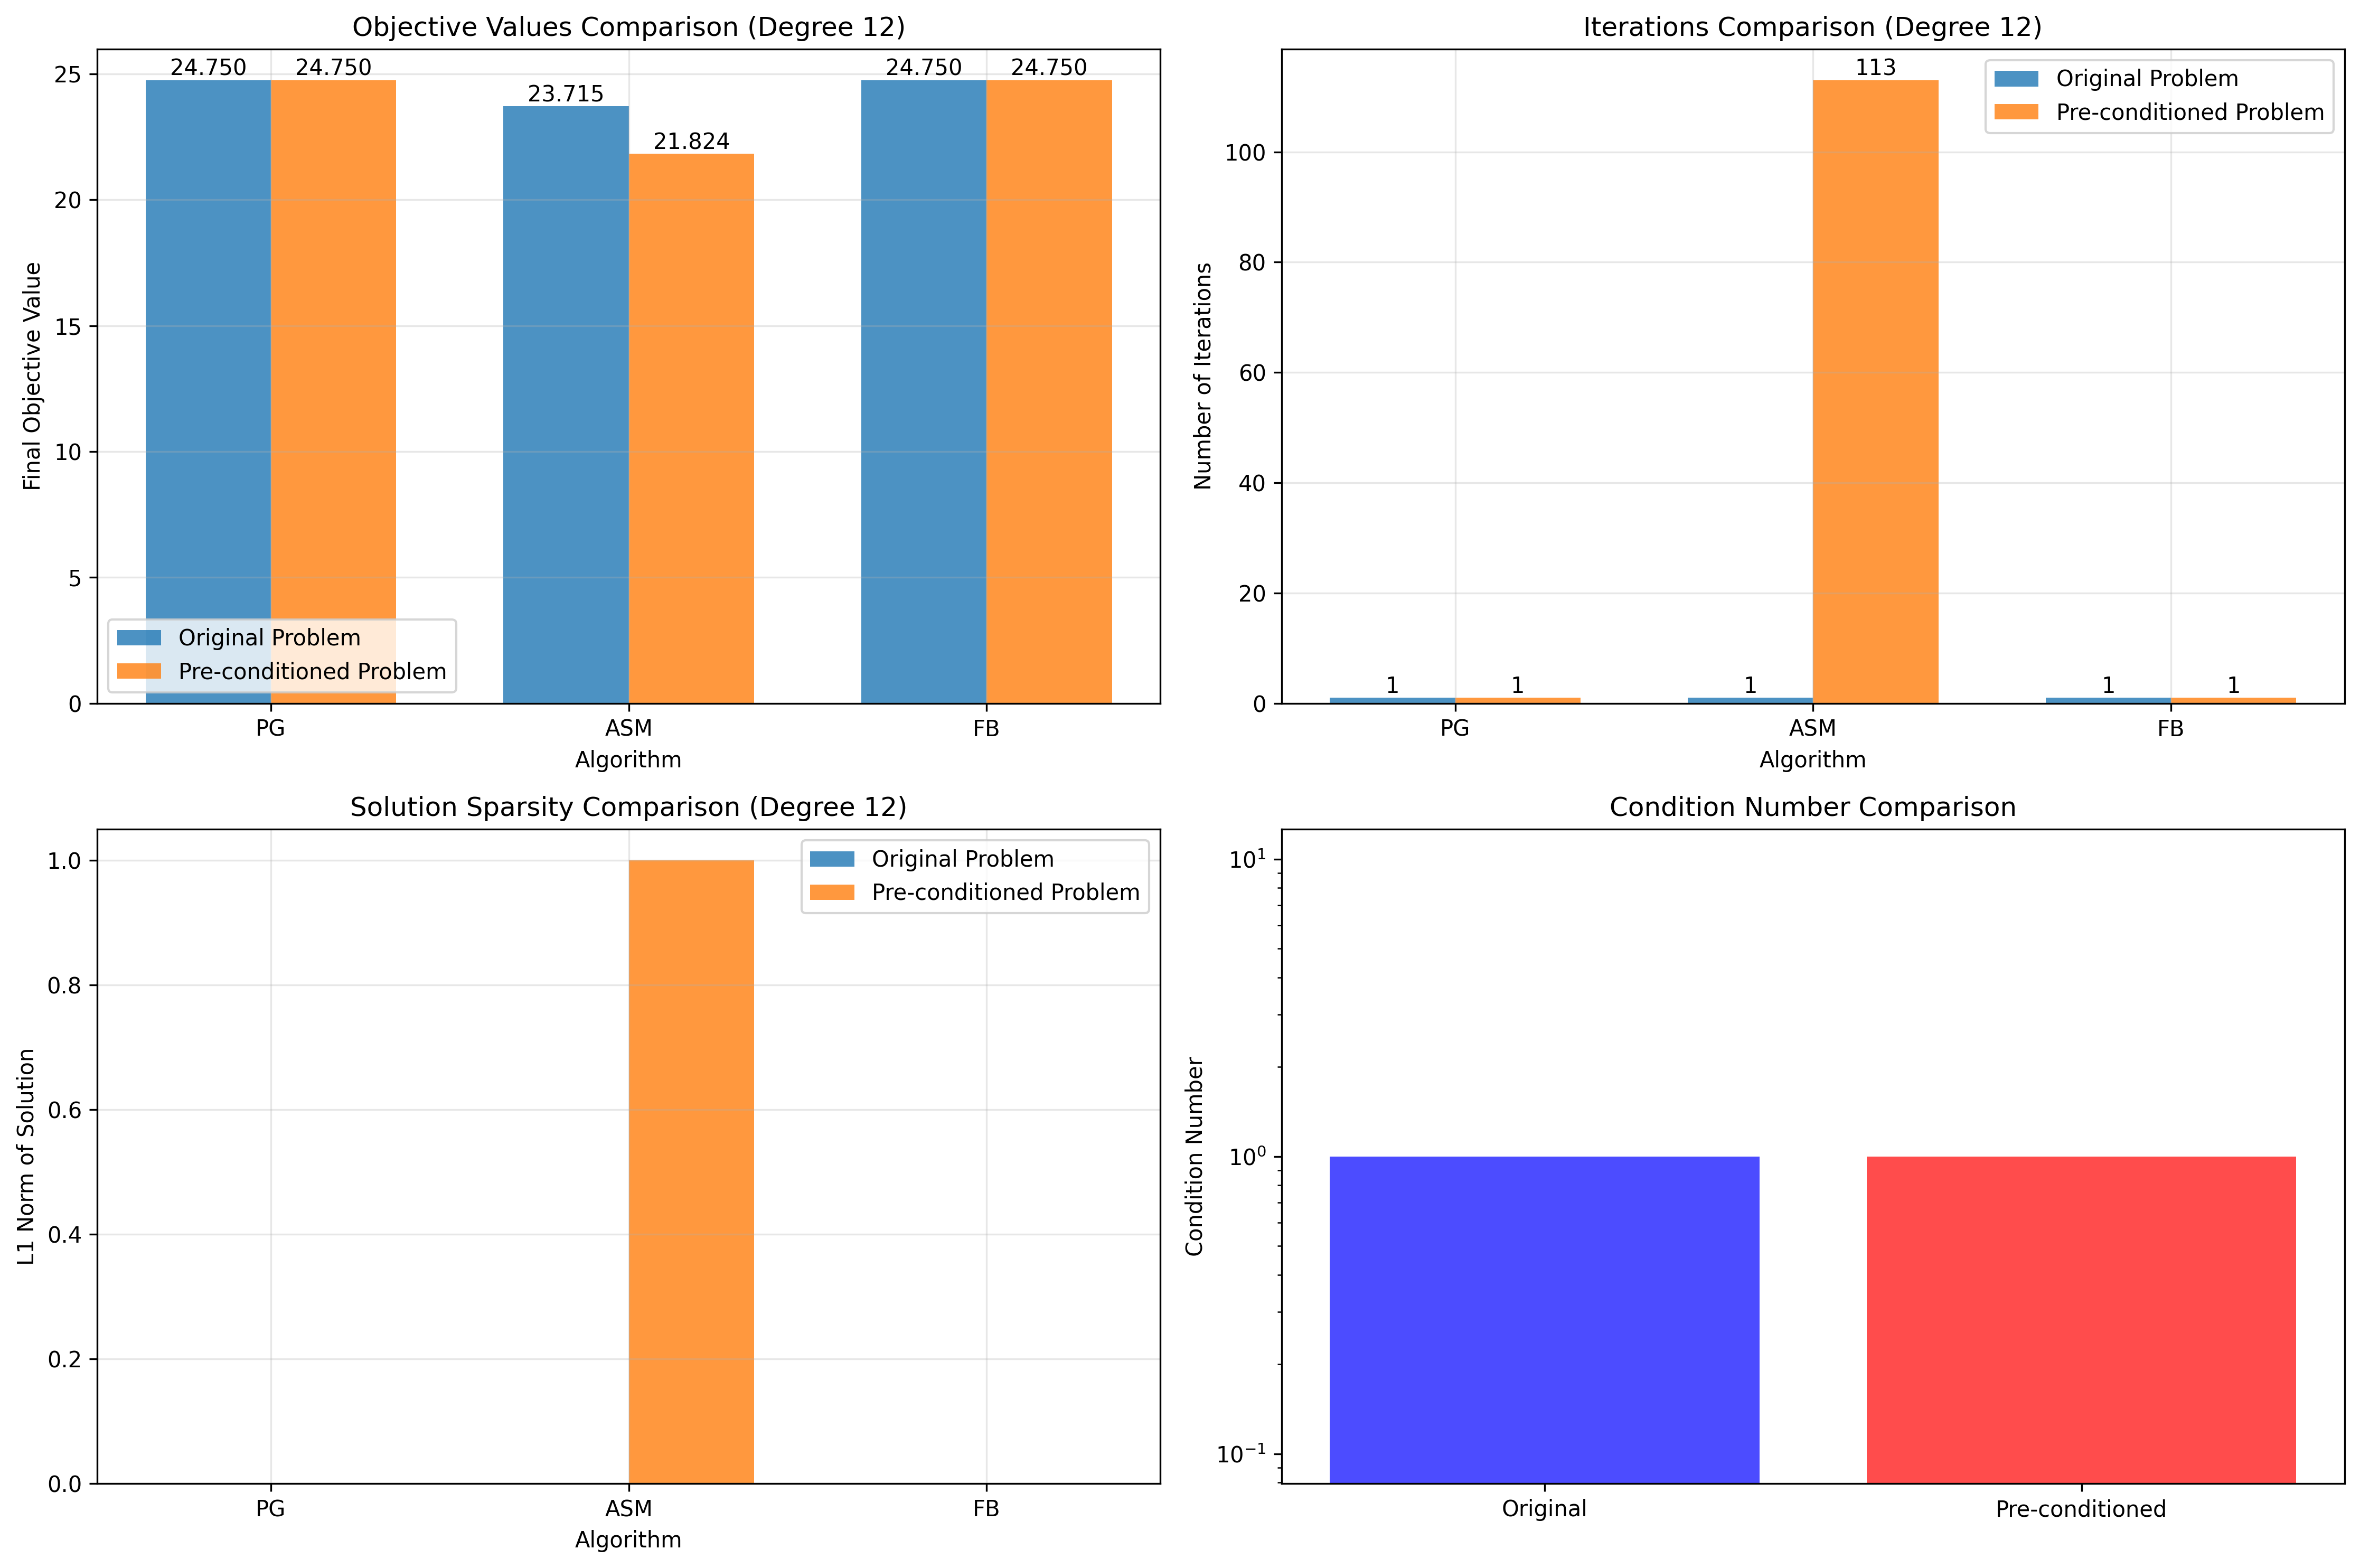 Objective Values Comparison (Degree 12)
24.750 24.750 23.715 21.824 24.750 24.750
Final Objective Value
25
20
15
10
5
0
Original Problem
Pre-conditioned Problem
PG ASM FB
Algorithm
Iterations Comparison (Degree 12)
1 1 1 113 1 1
Number of Iterations
100
80
60
40
20
0
Original Problem
Pre-conditioned Problem
PG ASM FB
Algorithm
Solution Sparsity Comparison (Degree 12)
L1 Norm of Solution
1.0
0.8
0.6
0.4
0.2
0.0
Original Problem
Pre-conditioned Problem
PG ASM FB
Algorithm
Condition Number Comparison
Condition Number
10¹
10⁰
10⁻¹
Original Pre-conditioned